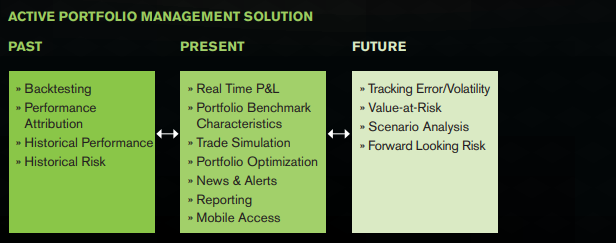 ACTIVE PORTFOLIO MANAGEMENT SOLUTION
PAST
» Backtesting
» Performance
Attribution
» Historical Performance
» Historical Risk
PRESENT
» Real Time P&L
» Portfolio Benchmark
Characteristics
» Trade Simulation
» Portfolio Optimization
» News & Alerts
» Reporting
» Mobile Access
FUTURE
» Tracking Error/Volatility
» Value-at-Risk
» Scenario Analysis
» Forward Looking Risk